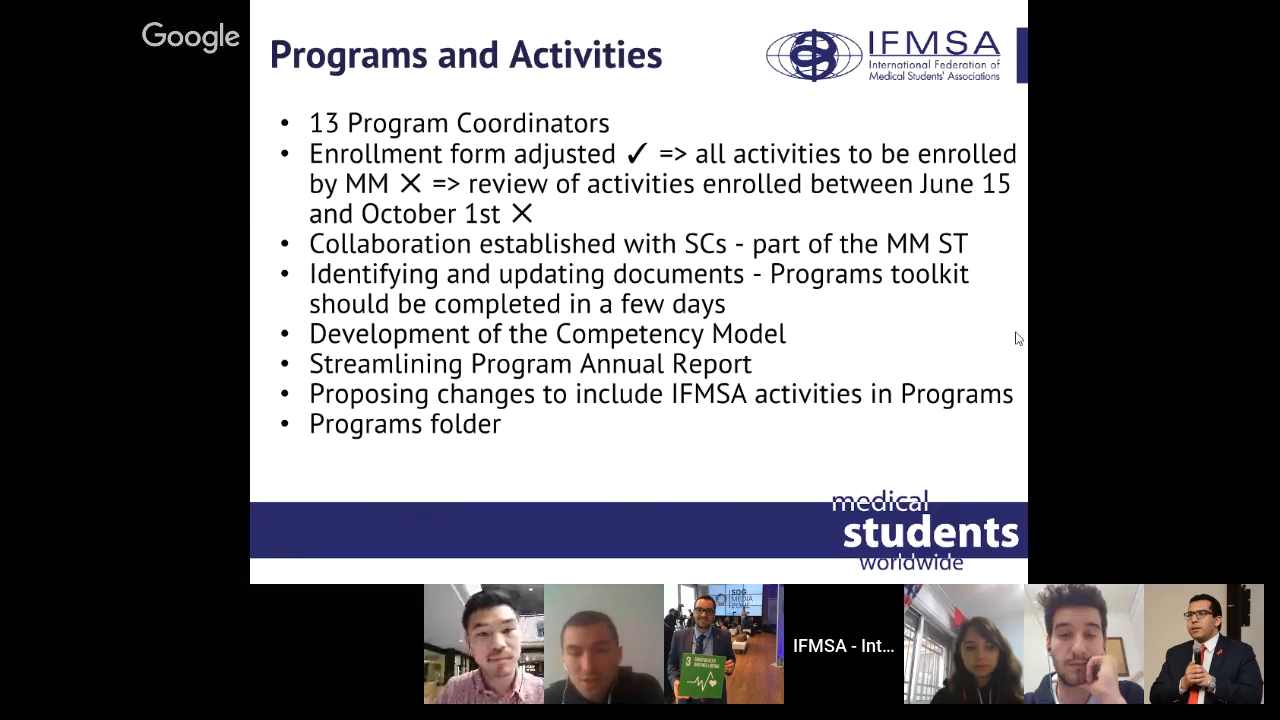 Google
Programs and Activities
IFMSA
International Federation of
Medical Students' Associations
• 13 Program Coordinators
• Enrollment form adjusted ✓ => all activities to be enrolled
by MM ✕ => review of activities enrolled between June 15
and October 1st ✕
• Collaboration established with SCs - part of the MM ST
• Identifying and updating documents - Programs toolkit
should be completed in a few days
• Development of the Competency Model
• Streamlining Program Annual Report
• Proposing changes to include IFMSA activities in Programs
• Programs folder
medical
students
worldwide
SDG
MEDIA
ZONE
3
IFMSA - Int...